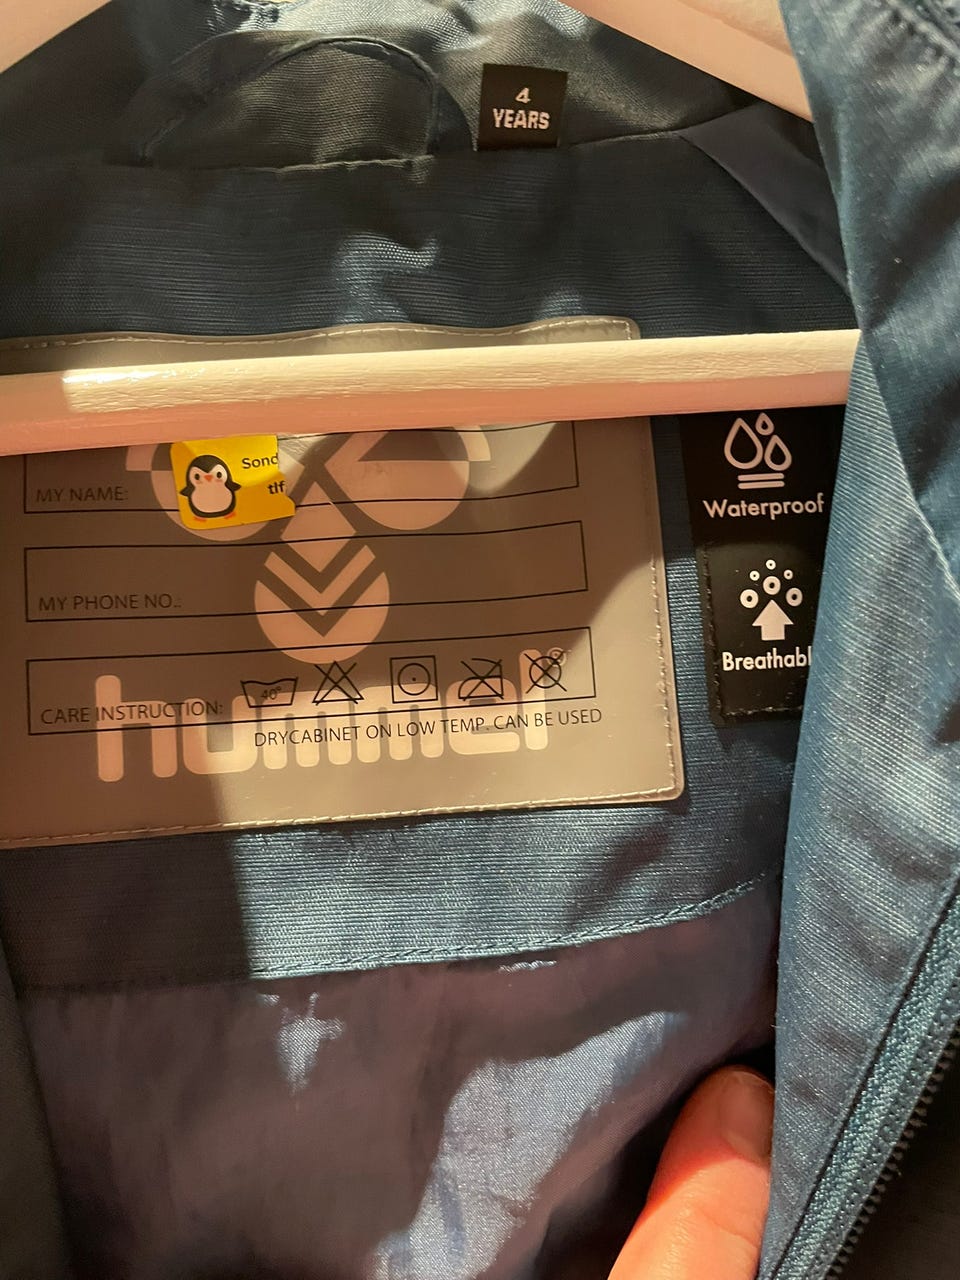 4
YEARS
MY NAME:
Sond
tlf
MY PHONE NO.:
CARE INSTRUCTION:
40°
DRYCABINET ON LOW TEMP. CAN BE USED
hummel®
Waterproof
Breathabl